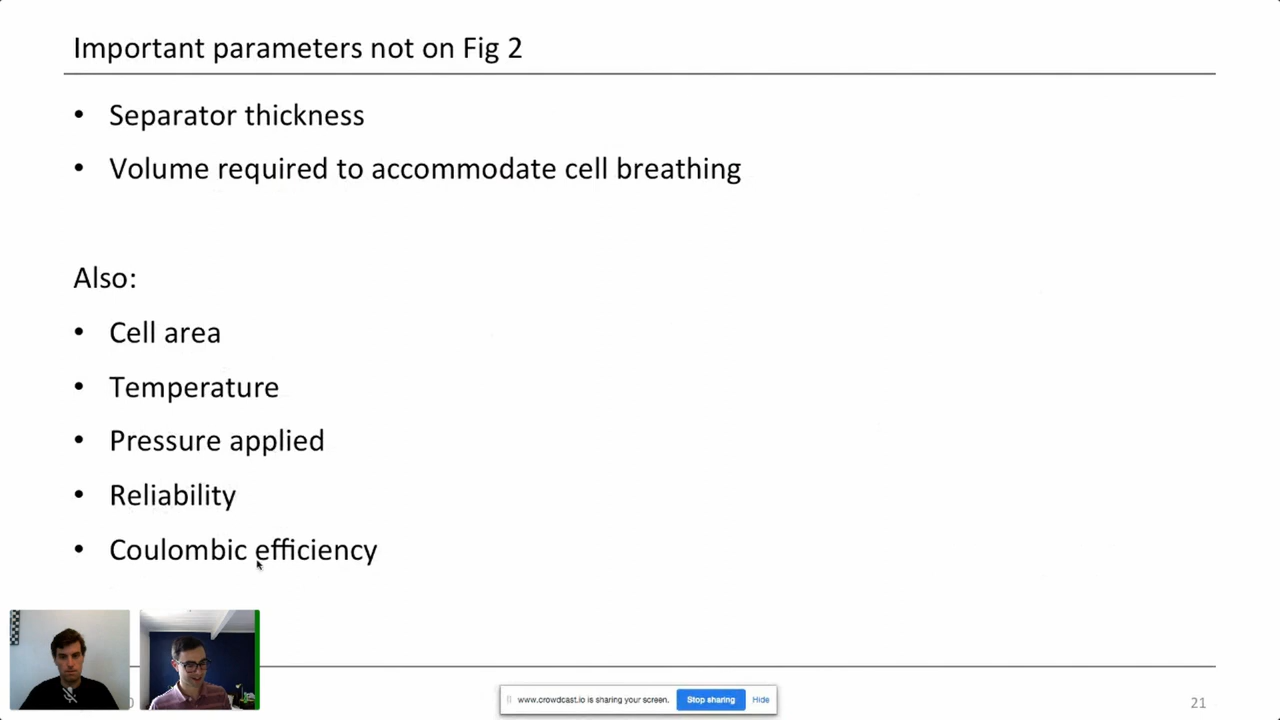 Important parameters not on Fig 2
• Separator thickness
• Volume required to accommodate cell breathing
Also:
• Cell area
• Temperature
• Pressure applied
• Reliability
• Coulombic efficiency
www.crowdcast.io is sharing your screen. Stop sharing Hide
21